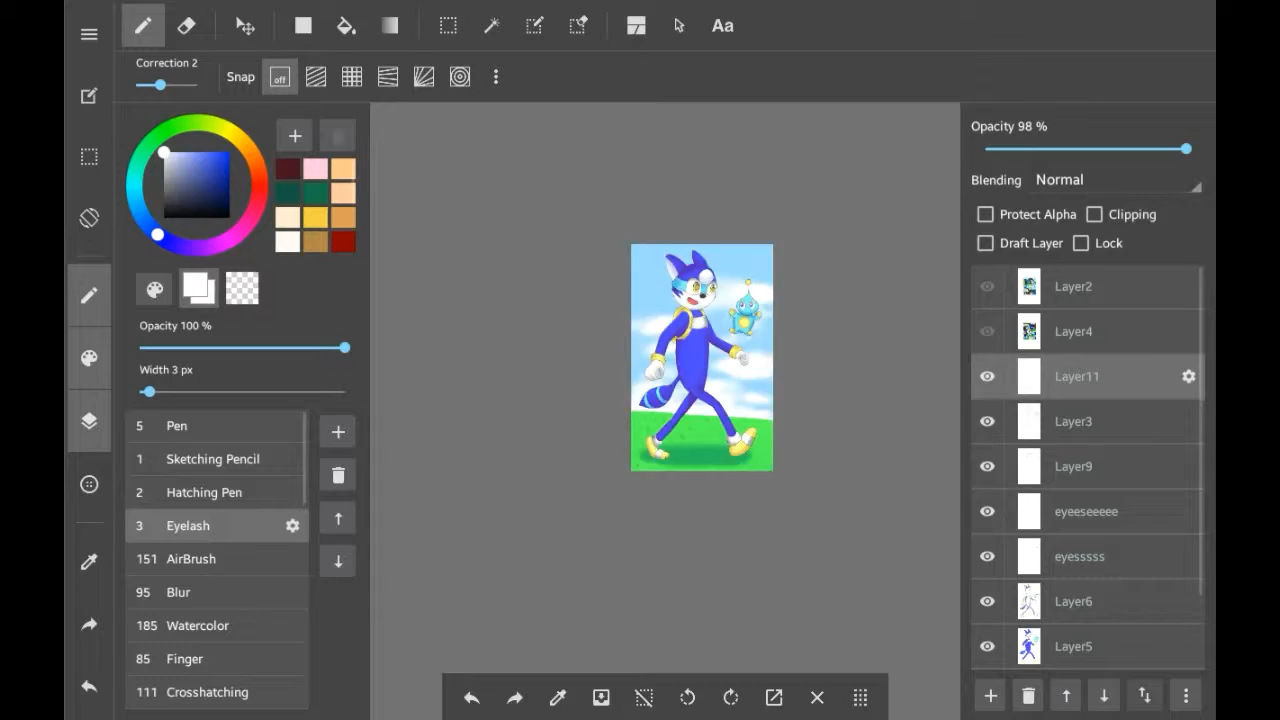 Aa
Correction 2
Snap
off
Opacity 98 %
Blending Normal
Protect Alpha Clipping
Draft Layer Lock
Opacity 100 %
Width 3 px
5 Pen
1 Sketching Pencil
2 Hatching Pen
3 Eyelash
151 AirBrush
95 Blur
185 Watercolor
85 Finger
111 Crosshatching
Layer2
Layer4
Layer11
Layer3
Layer9
eyeeseeeee
eyesssss
Layer6
Layer5